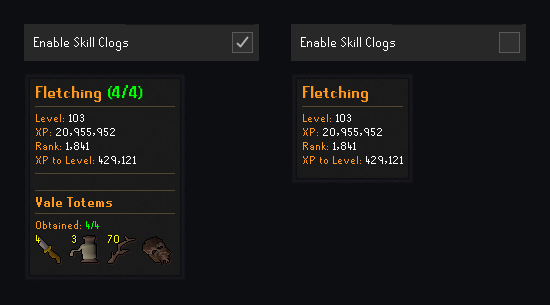 Enable Skill Clogs
Fletching (4/4)
Level: 103
XP: 20,955,952
Rank: 1,841
XP to Level: 429,121
Vale Totems
Obtained: 4/4
4 3 70
Enable Skill Clogs
Fletching
Level: 103
XP: 20,955,952
Rank: 1,841
XP to Level: 429,121